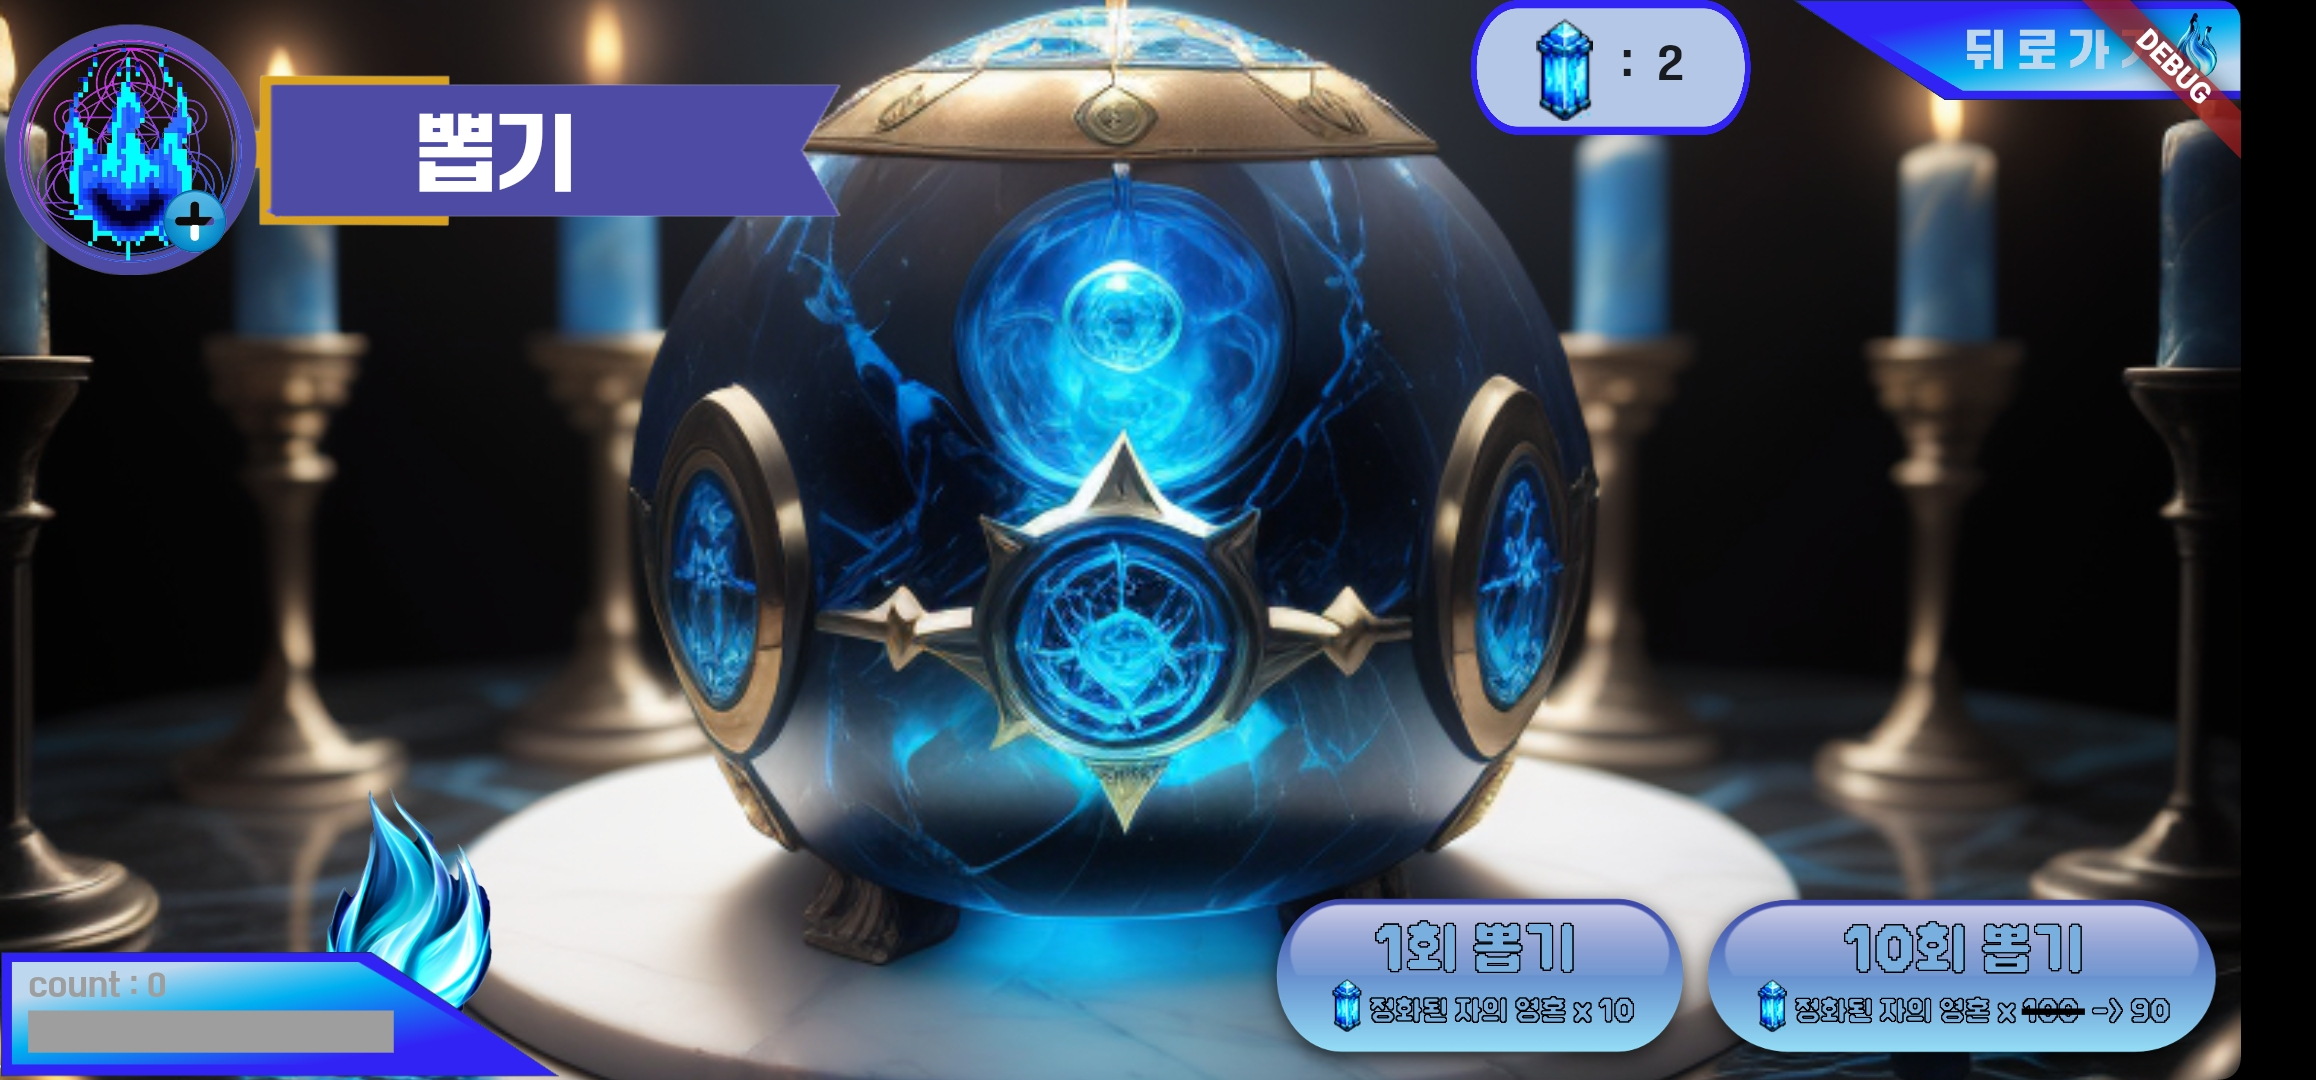 뽑기
: 2
뒤로가기
DEBUG
count : 0
1회 뽑기
정화된 자의 영혼 x 10
10회 뽑기
정화된 자의 영혼 x 100 -> 90